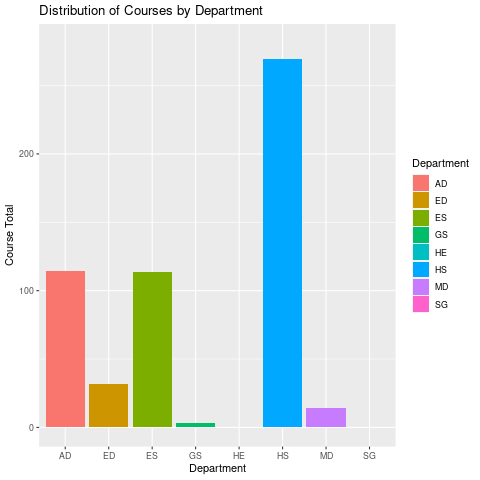 Distribution of Courses by Department
Course Total
200
100
0
AD ED ES GS HE HS MD SG
Department
Department
AD
ED
ES
GS
HE
HS
MD
SG